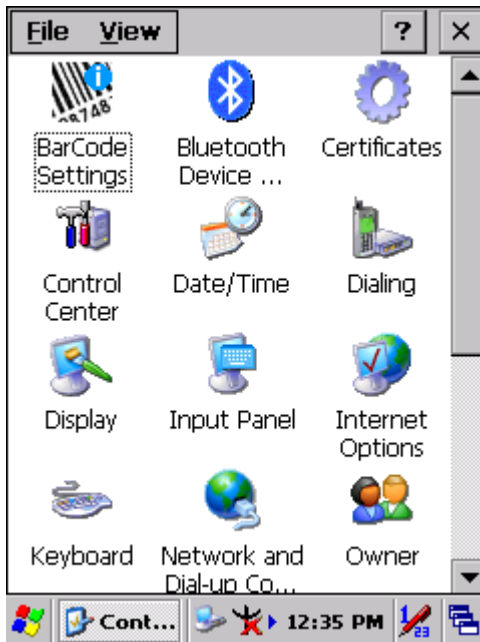 File View ? ×
BarCode Settings
Bluetooth Device ...
Certificates
Control Center
Date/Time
Dialing
Display
Input Panel
Internet Options
Keyboard
Network and Dial-up Co...
Owner
Cont... 12:35 PM